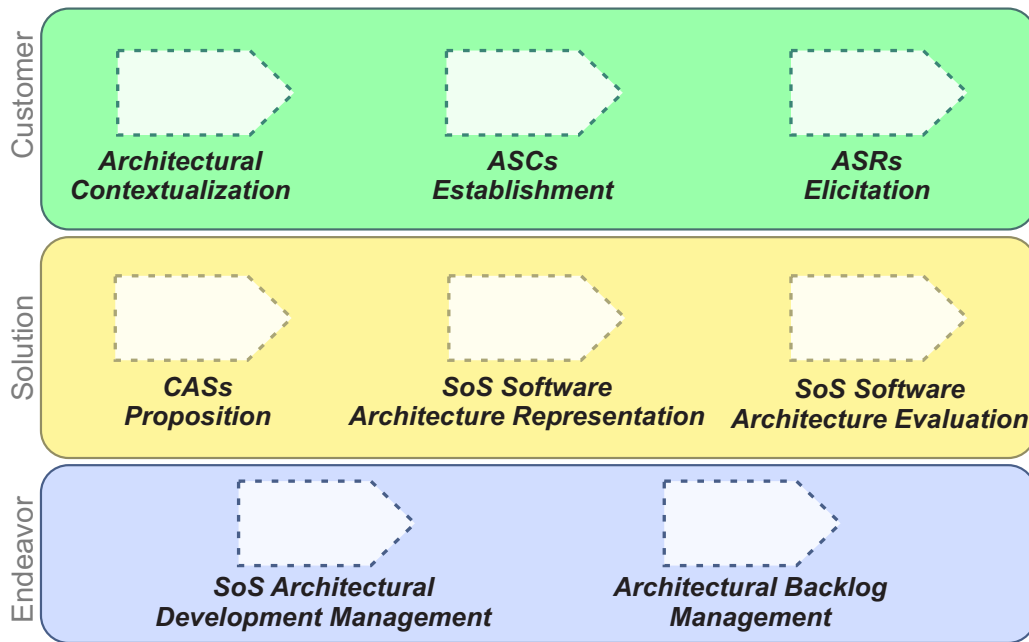 Customer
Architectural
Contextualization
ASCs
Establishment
ASRs
Elicitation
Solution
CASs
Proposition
SoS Software
Architecture Representation
SoS Software
Architecture Evaluation
Endeavor
SoS Architectural
Development Management
Architectural Backlog
Management